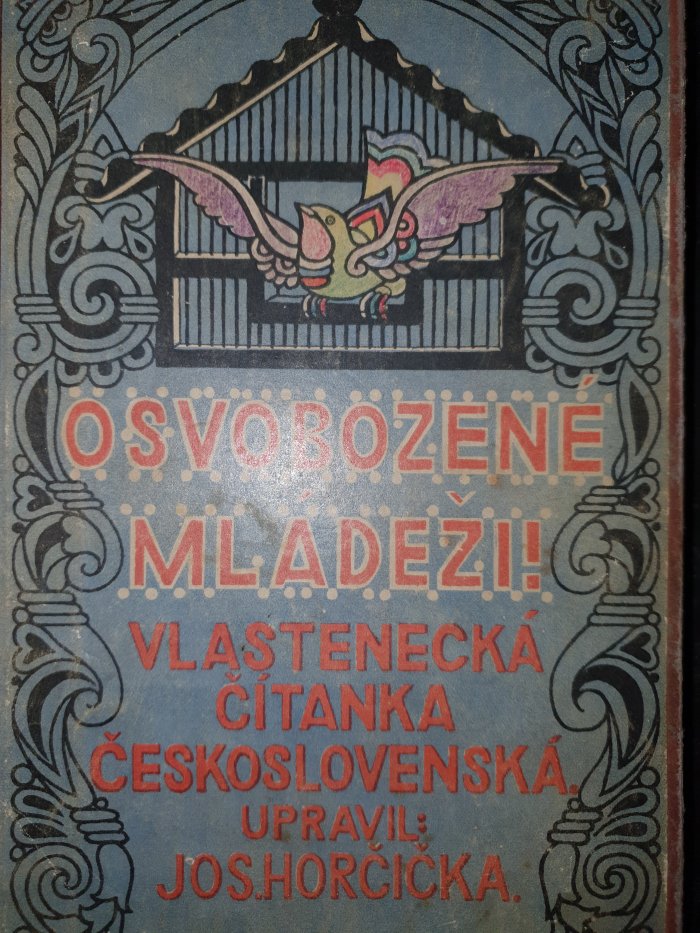 OSVOBOZENÉ
MLÁDEŽI!
VLASTENECKÁ
ČÍTANKA
ČESKOSLOVENSKÁ.
UPRAVIL:
JOS.HORČIČKA.